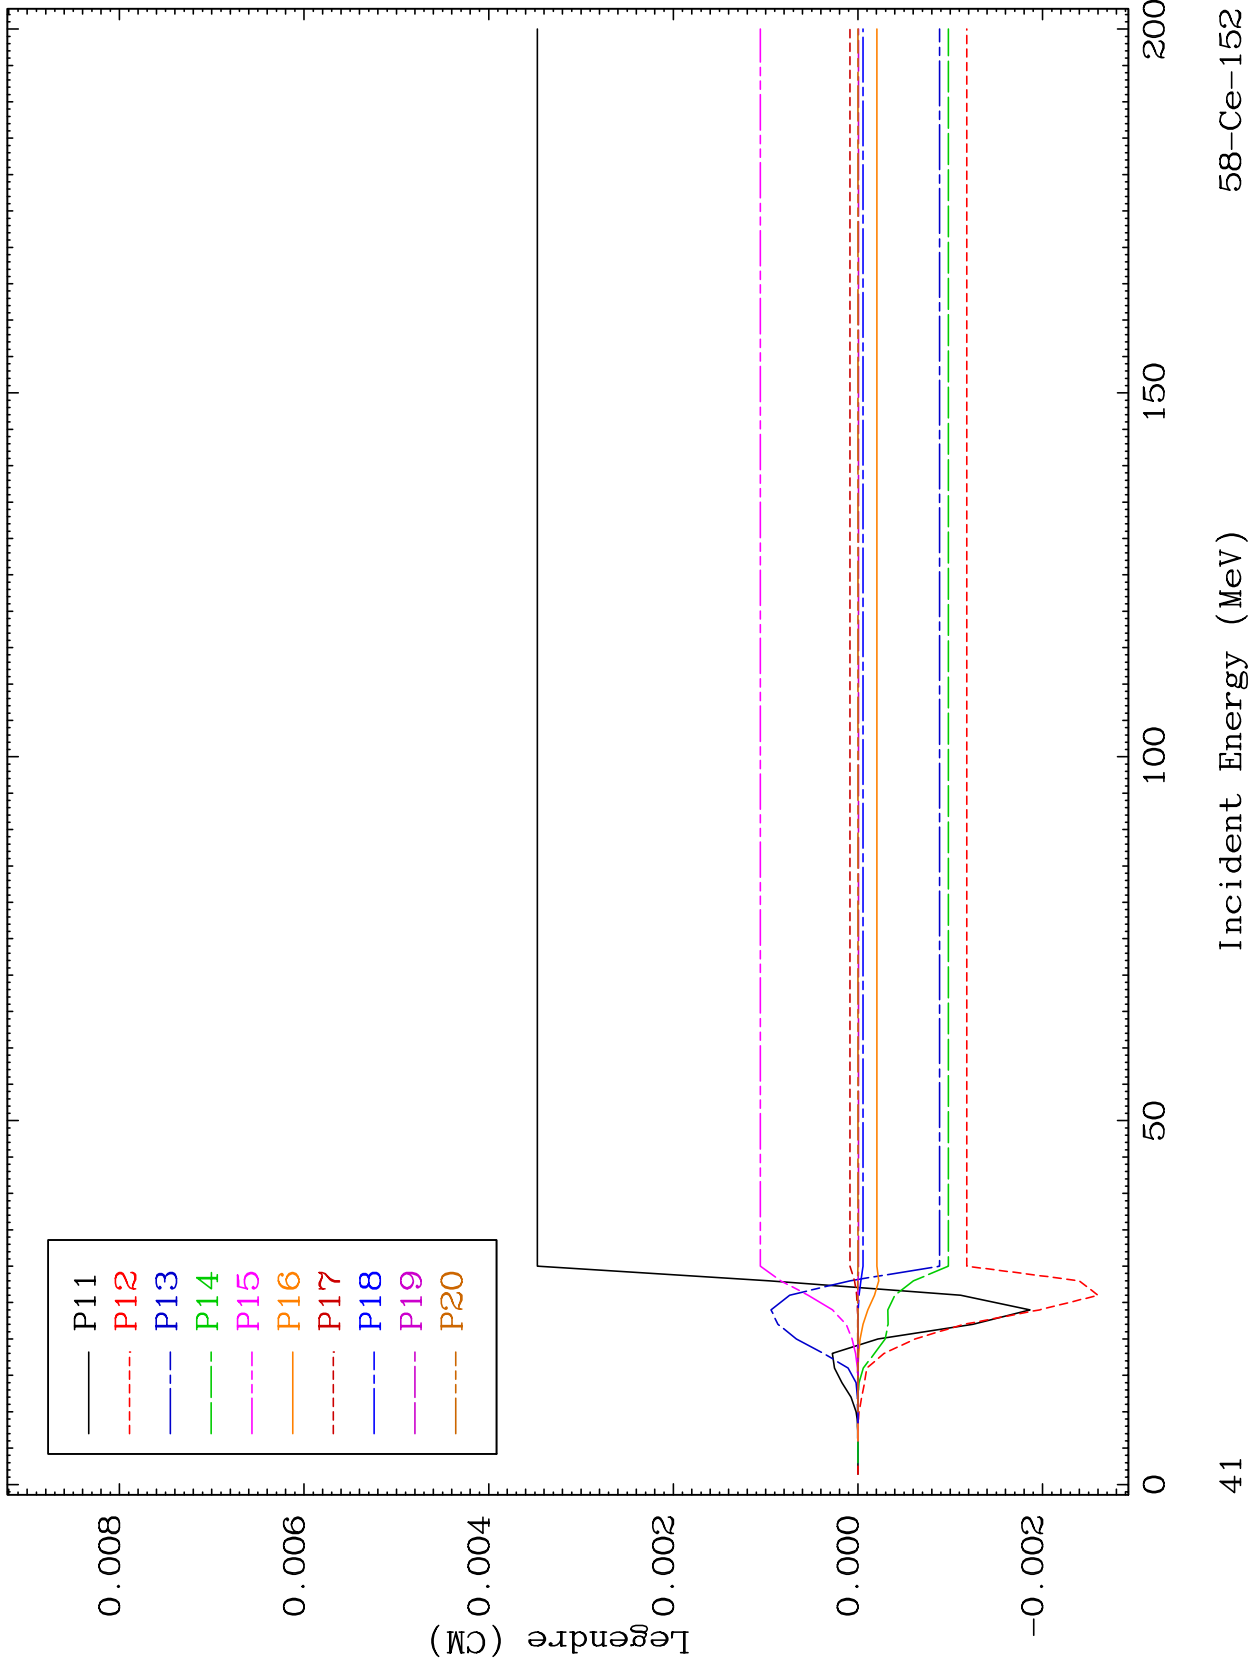 P11
P12
P13
P14
P15
P16
P17
P18
P19
P20
0.008
0.006
0.004
0.002
0.000
-0.002
Legendre (CM)
0
50
100
150
200
Incident Energy (MeV)
41
58-Ce-152